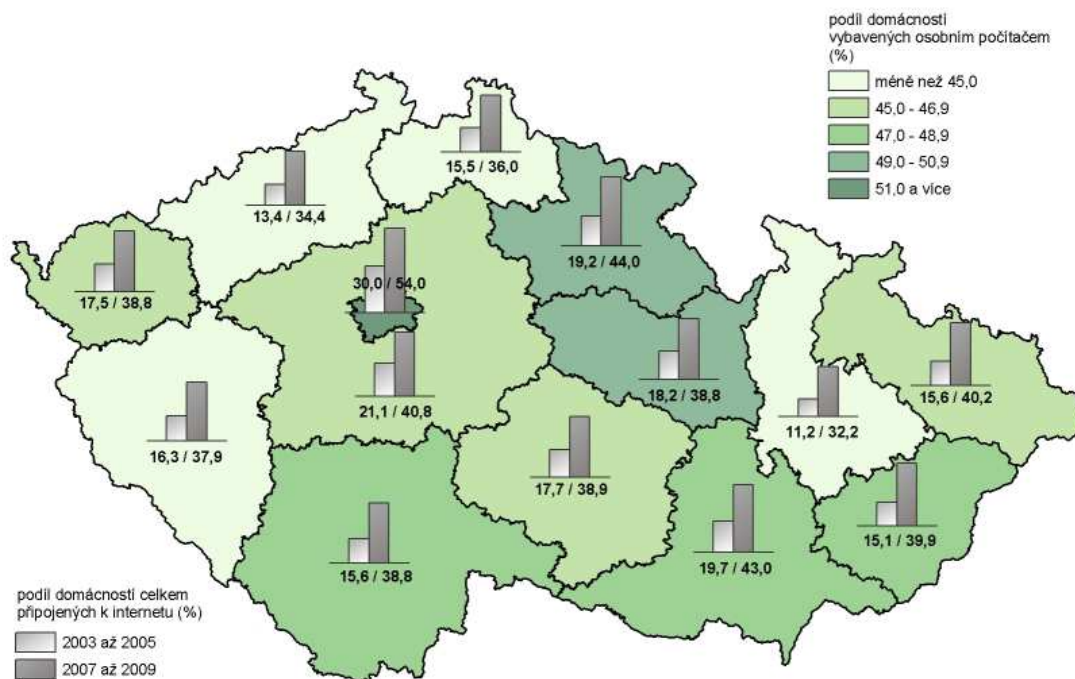 podíl domácností
vybavených osobním počítačem
(%)
méně než 45,0
45,0 - 46,9
47,0 - 48,9
49,0 - 50,9
51,0 a více
15,5 / 36,0
13,4 / 34,4
19,2 / 44,0
30,0 / 54,0
17,5 / 38,8
18,2 / 38,8
15,6 / 40,2
21,1 / 40,8
11,2 / 32,2
16,3 / 37,9
17,7 / 38,9
15,1 / 39,9
19,7 / 43,0
15,6 / 38,8
podíl domácností celkem
připojených k internetu (%)
2003 až 2005
2007 až 2009